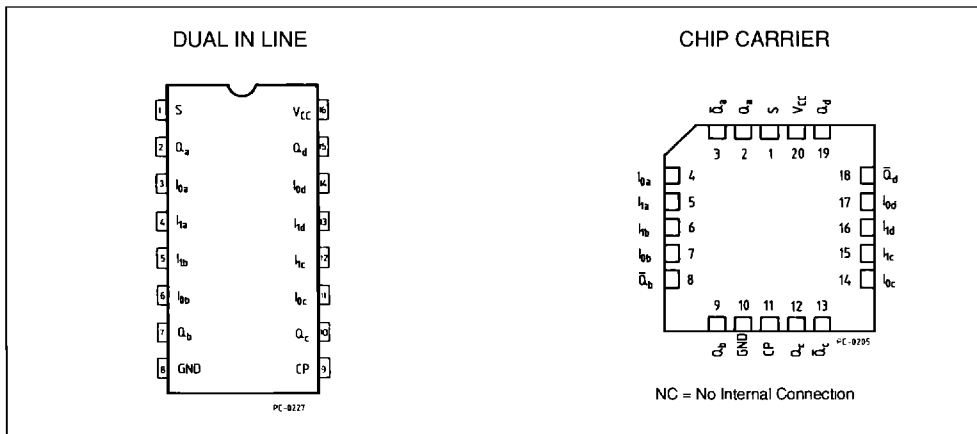 DUAL IN LINE
1 S VCC 16
2 Qa Qd 15
3 I0a I0d 14
4 I1a I1d 13
5 I1b I1c 12
6 I0b I0c 11
7 Qb Qc 10
8 GND CP 9
PC-0227
CHIP CARRIER
Q̄a Qa S VCC Qd
3 2 1 20 19
I0a 4 18 Q̄d
I1a 5 17 I0d
I1b 6 16 I1d
I0b 7 15 I1c
Q̄b 8 14 I0c
9 10 11 12 13
Qb GND CP Qc Q̄c
PC-0205
NC = No Internal Connection